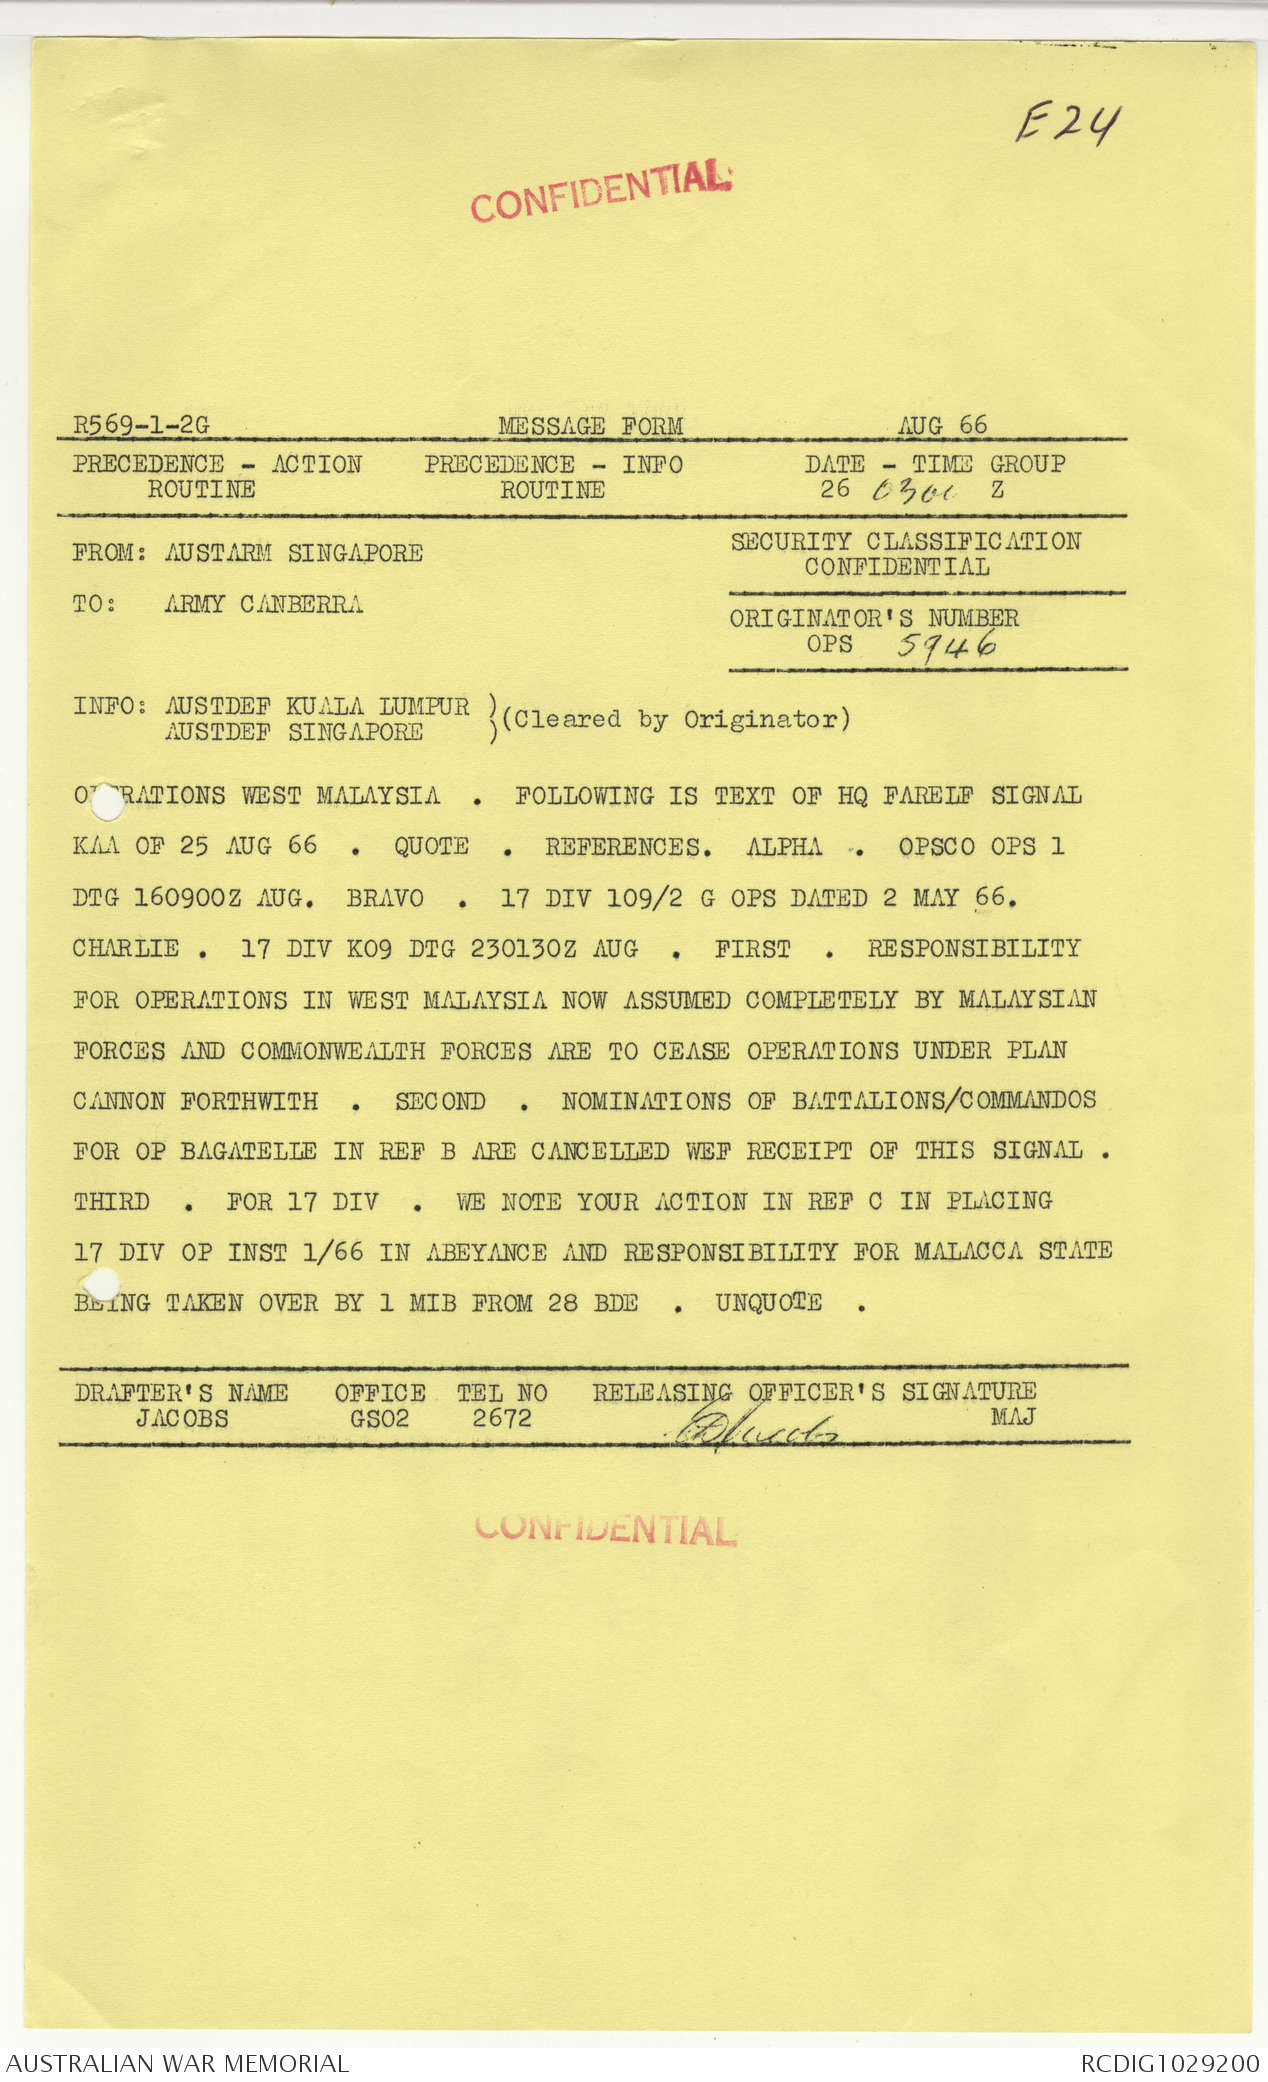 E24
CONFIDENTIAL
R569-1-2G MESSAGE FORM AUG 66
PRECEDENCE - ACTION PRECEDENCE - INFO DATE - TIME GROUP
ROUTINE ROUTINE 26 0300 Z
FROM: AUSTARM SINGAPORE SECURITY CLASSIFICATION
CONFIDENTIAL
TO: ARMY CANBERRA
ORIGINATOR'S NUMBER
OPS 5946
INFO: AUSTDEF KUALA LUMPUR )
AUSTDEF SINGAPORE )(Cleared by Originator)
OPERATIONS WEST MALAYSIA . FOLLOWING IS TEXT OF HQ FARELF SIGNAL
KAA OF 25 AUG 66 . QUOTE . REFERENCES. ALPHA . OPSCO OPS 1
DTG 160900Z AUG. BRAVO . 17 DIV 109/2 G OPS DATED 2 MAY 66.
CHARLIE . 17 DIV K09 DTG 230130Z AUG . FIRST . RESPONSIBILITY
FOR OPERATIONS IN WEST MALAYSIA NOW ASSUMED COMPLETELY BY MALAYSIAN
FORCES AND COMMONWEALTH FORCES ARE TO CEASE OPERATIONS UNDER PLAN
CANNON FORTHWITH . SECOND . NOMINATIONS OF BATTALIONS/COMMANDOS
FOR OP BAGATELLE IN REF B ARE CANCELLED WEF RECEIPT OF THIS SIGNAL .
THIRD . FOR 17 DIV . WE NOTE YOUR ACTION IN REF C IN PLACING
17 DIV OP INST 1/66 IN ABEYANCE AND RESPONSIBILITY FOR MALACCA STATE
BEING TAKEN OVER BY 1 MIB FROM 28 BDE . UNQUOTE .
DRAFTER'S NAME OFFICE TEL NO RELEASING OFFICER'S SIGNATURE
JACOBS GSO2 2672 MAJ
CONFIDENTIAL
AUSTRALIAN WAR MEMORIAL RCDIG1029200